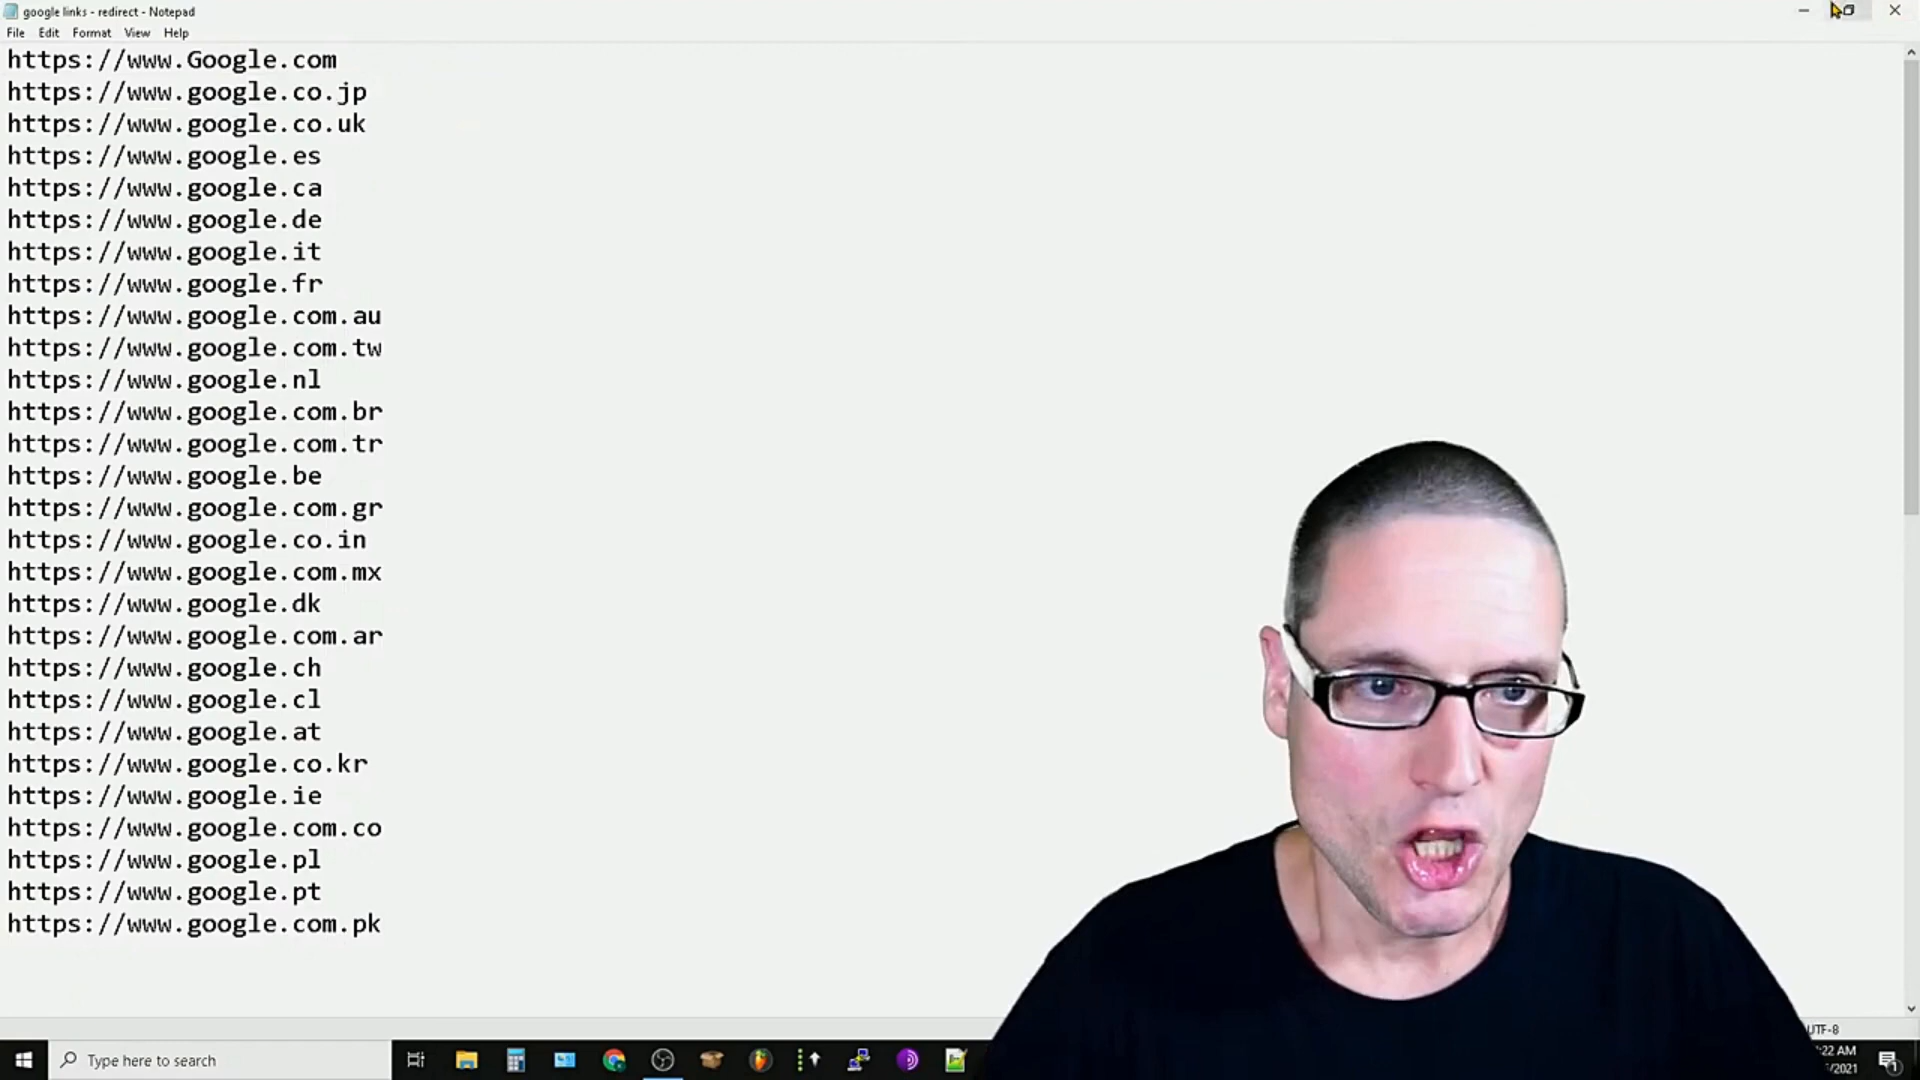 google links - redirect - Notepad
File Edit Format View Help
https://www.Google.com
https://www.google.co.jp
https://www.google.co.uk
https://www.google.es
https://www.google.ca
https://www.google.de
https://www.google.it
https://www.google.fr
https://www.google.com.au
https://www.google.com.tw
https://www.google.nl
https://www.google.com.br
https://www.google.com.tr
https://www.google.be
https://www.google.com.gr
https://www.google.co.in
https://www.google.com.mx
https://www.google.dk
https://www.google.com.ar
https://www.google.ch
https://www.google.cl
https://www.google.at
https://www.google.co.kr
https://www.google.ie
https://www.google.com.co
https://www.google.pl
https://www.google.pt
https://www.google.com.pk
UTF-8
Type here to search
:22 AM
/2021
1